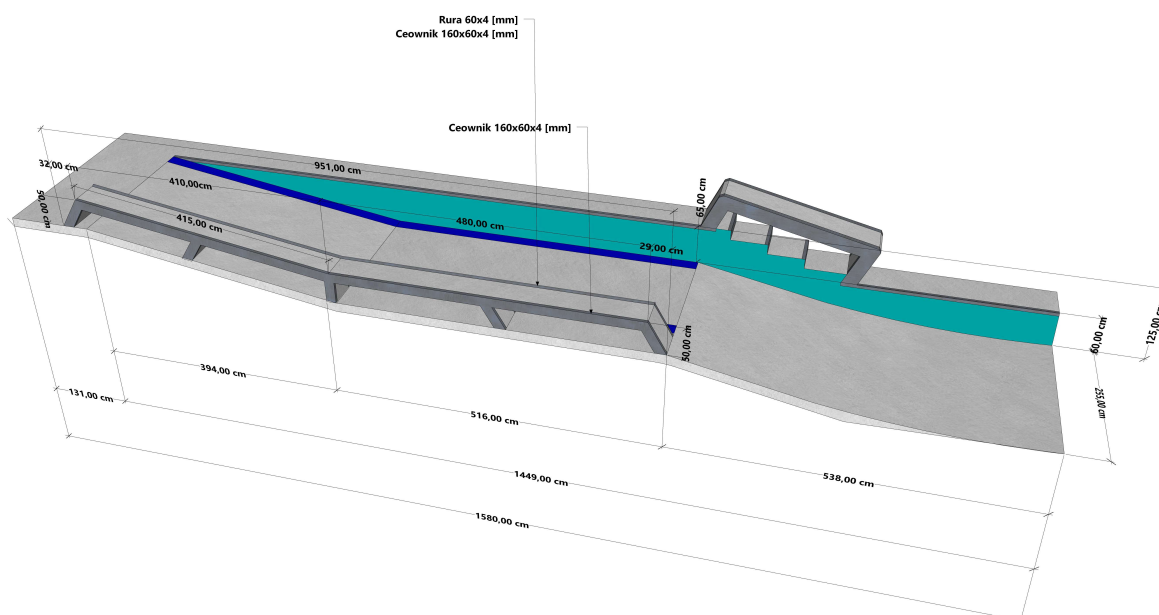 Rura 60x4 [mm]
Ceownik 160x60x4 [mm]
Ceownik 160x60x4 [mm]
32,00 cm
951,00 cm
410,00cm
65,00 cm
50,00 cm
415,00 cm
480,00 cm
29,00 cm
50,00 cm
60,00 cm
125,00 cm
255,00 cm
394,00 cm
131,00 cm
516,00 cm
538,00 cm
1449,00 cm
1580,00 cm